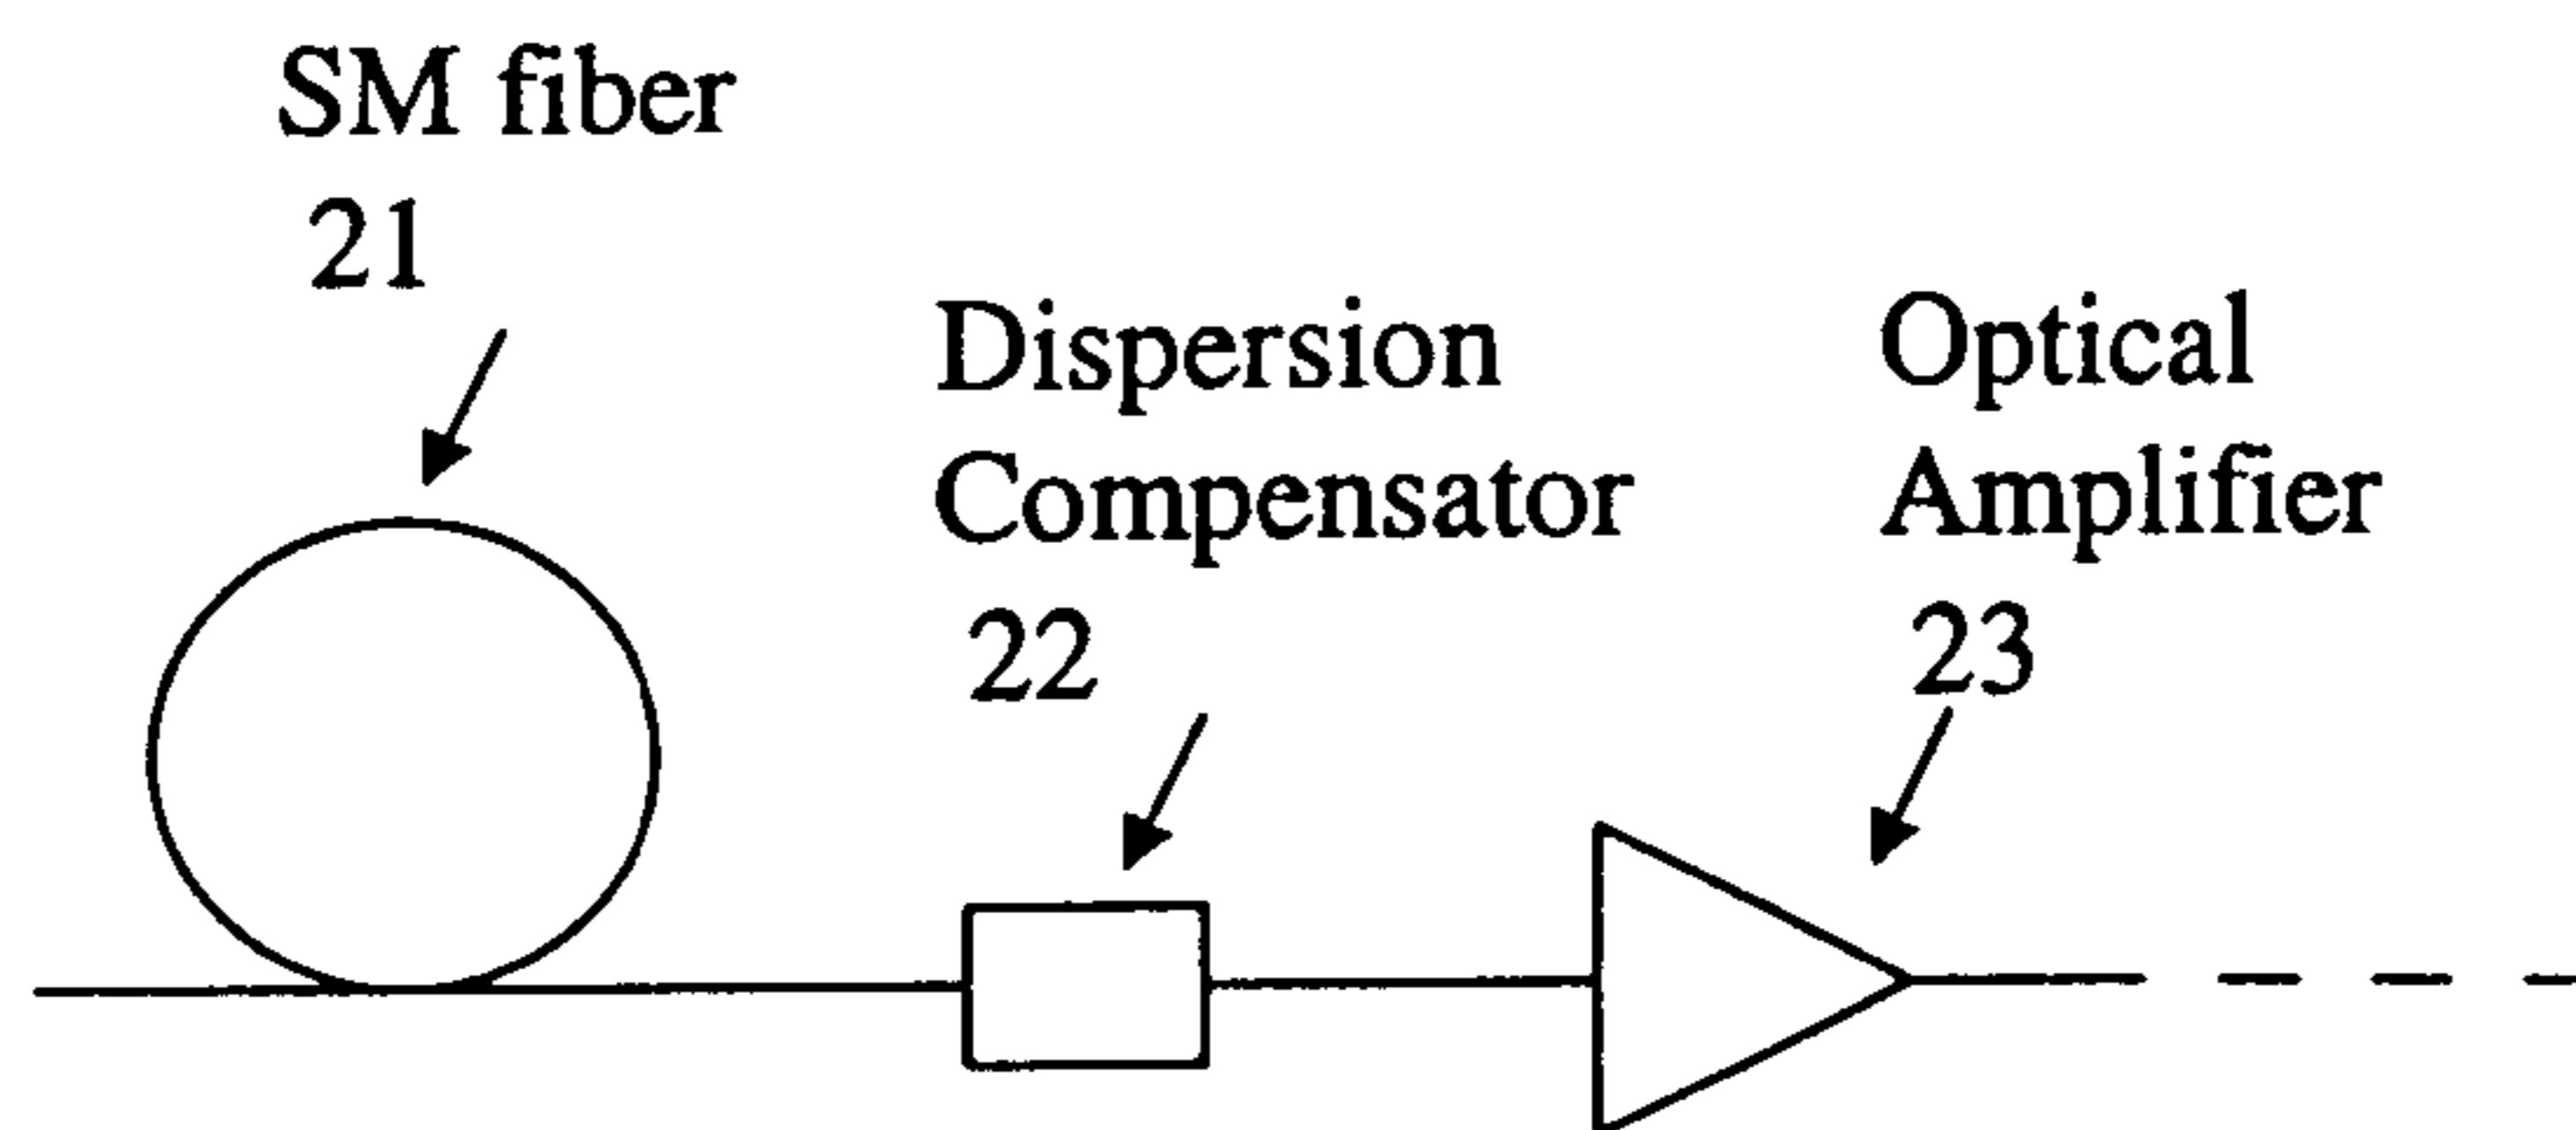 SM fiber
21
Dispersion
Compensator
22
Optical
Amplifier
23